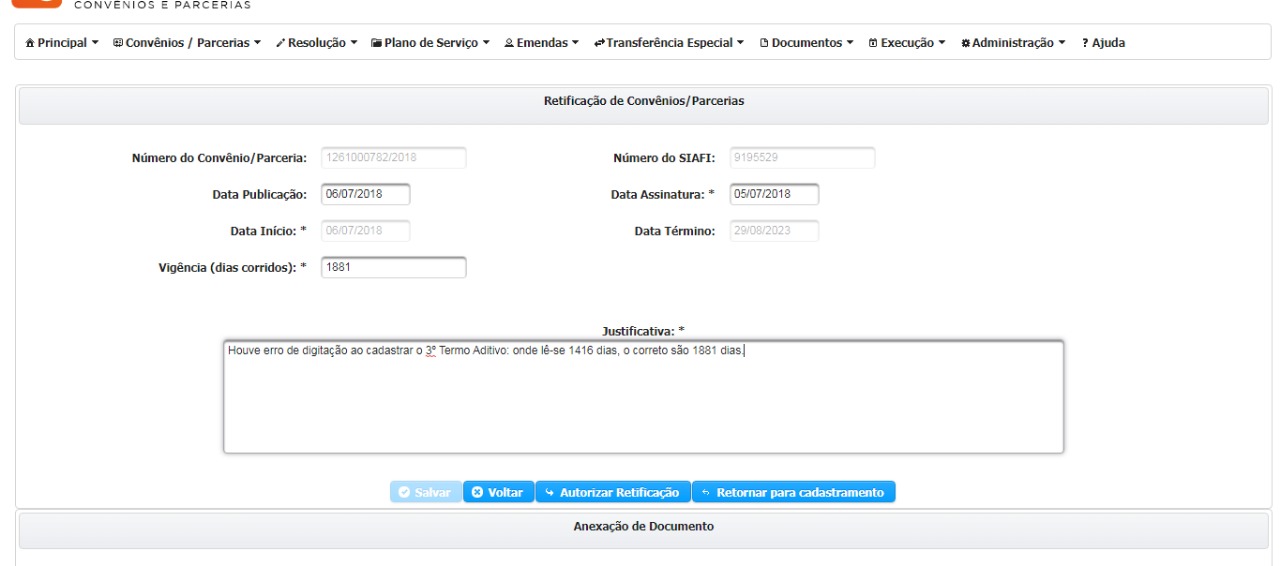 CONVÊNIOS E PARCERIAS
Principal Convênios / Parcerias Resolução Plano de Serviço Emendas Transferência Especial Documentos Execução Administração ? Ajuda
Retificação de Convênios/Parcerias
Número do Convênio/Parceria: 1261000782/2018 Número do SIAFI: 9195529
Data Publicação: 06/07/2018 Data Assinatura: * 05/07/2018
Data Início: * 06/07/2018 Data Término: 29/08/2023
Vigência (dias corridos): * 1881
Justificativa: *
Houve erro de digitação ao cadastrar o 3º Termo Aditivo: onde lê-se 1416 dias, o correto são 1881 dias.
Salvar Voltar Autorizar Retificação Retornar para cadastramento
Anexação de Documento